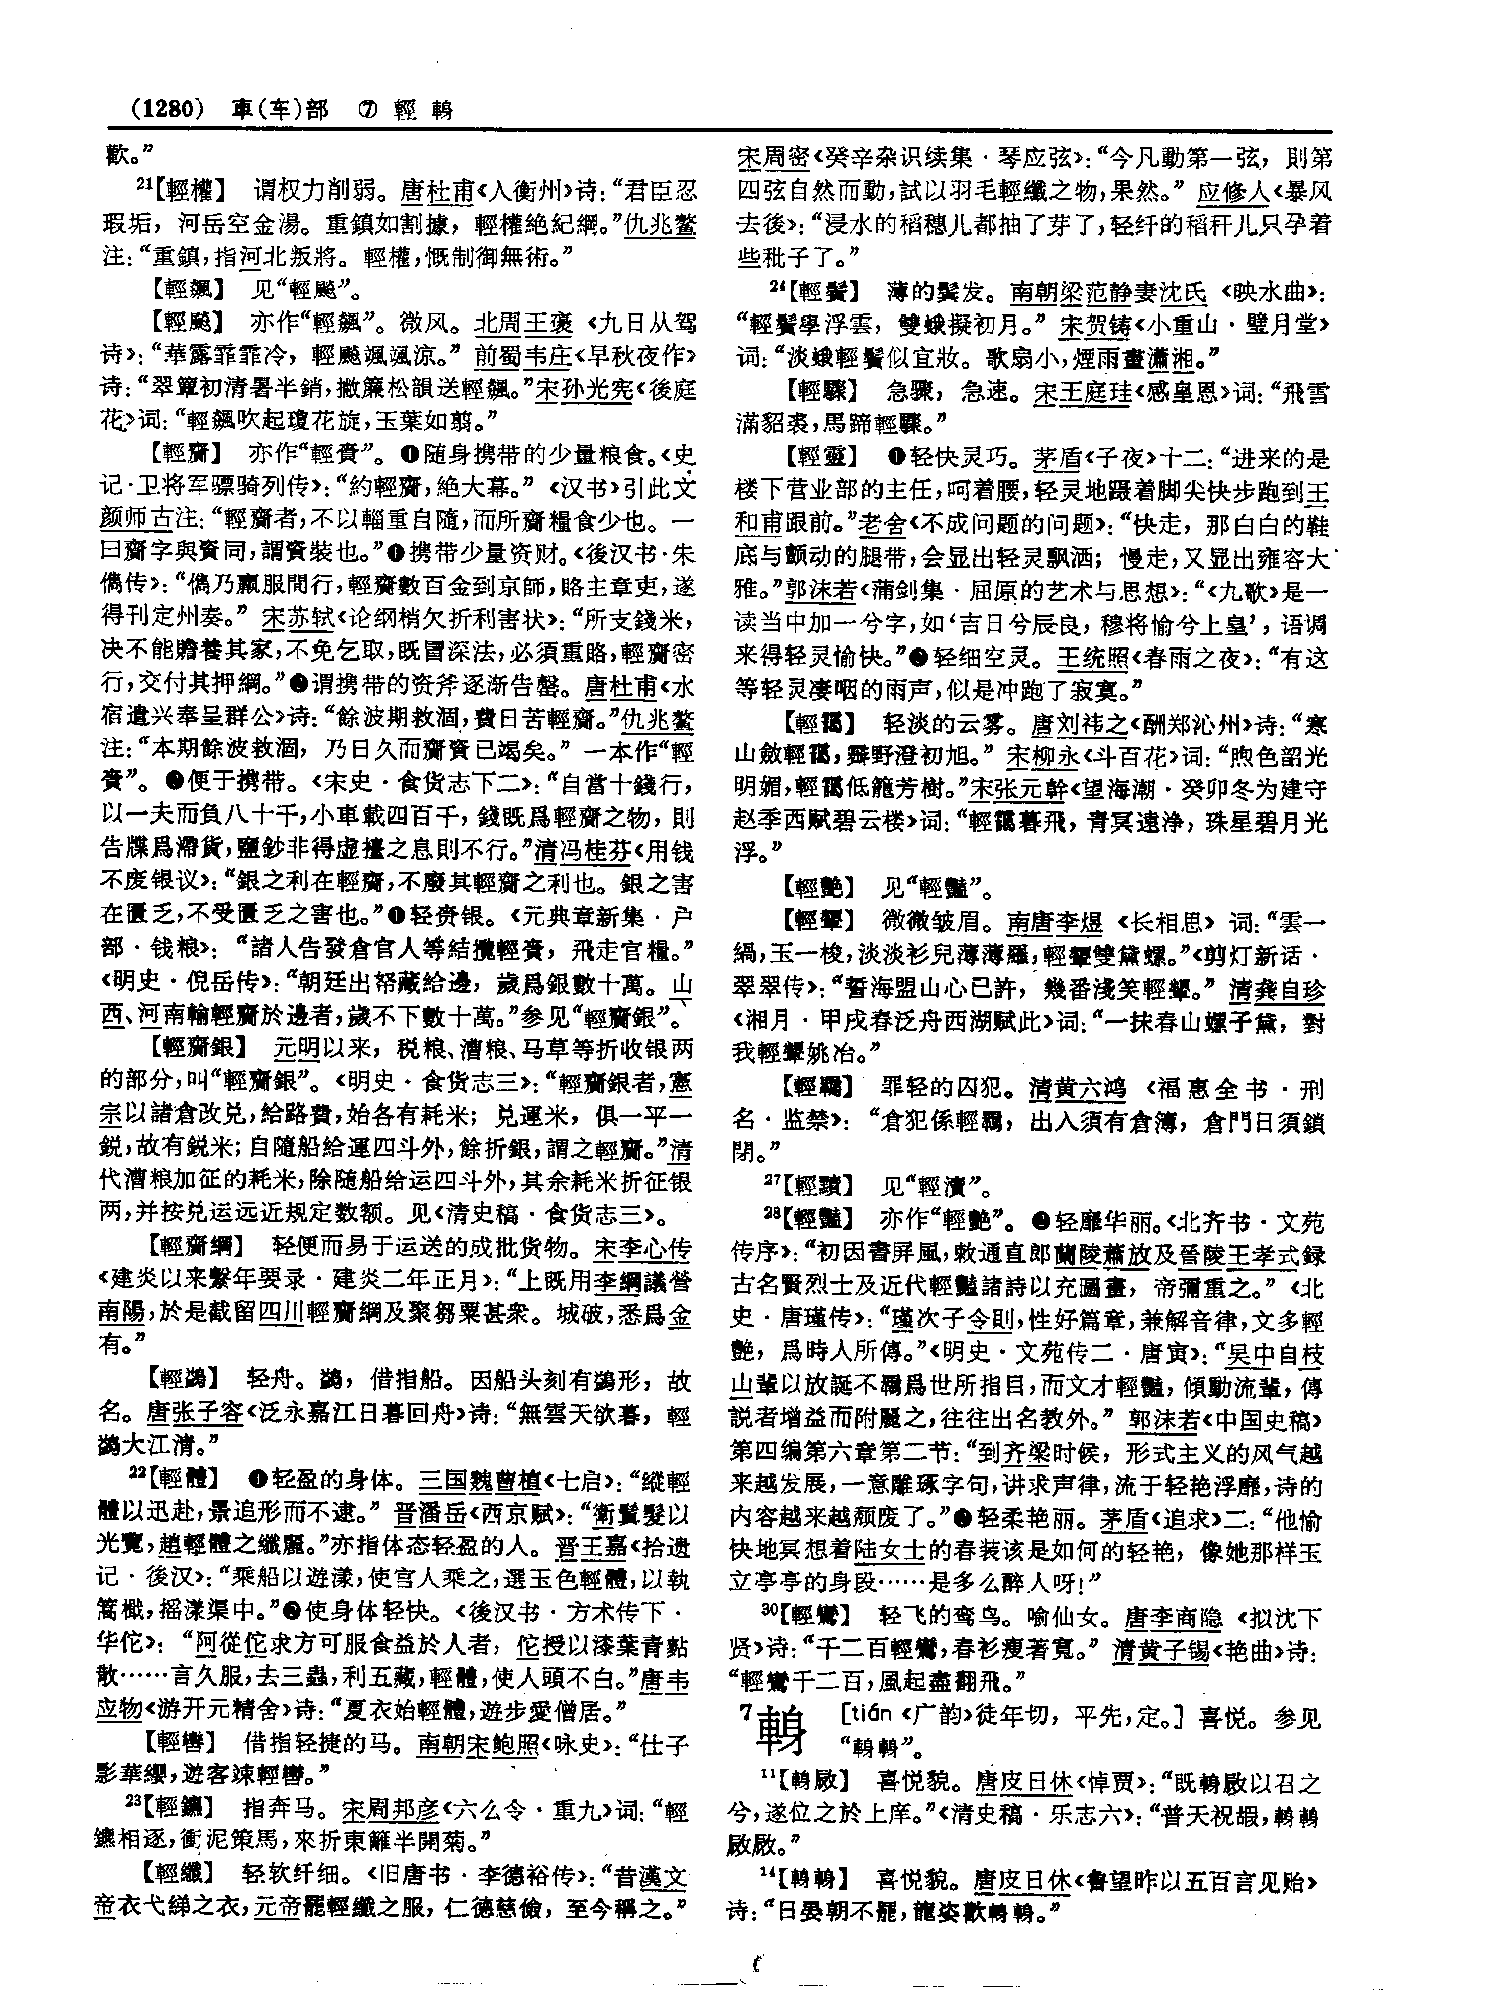 (1280) 車(车)部 ⑦ 輕 䡒
歡。”
²¹【輕權】 谓权力削弱。唐杜甫《入衡州》诗：“君臣忍
瑕垢，河岳空金湯。重鎮如割據，輕權絶紀綱。”仇兆鳌
注：“重鎮，指河北叛將。輕權，慨制御無術。”
【輕飆】 见“輕颸”。
【輕颸】 亦作“輕飆”。微风。北周王褒《九日从驾
诗》：“華露霏霏冷，輕颸颯颯涼。”前蜀韦庄《早秋夜作》
诗：“翠簟初清暑半銷，撇簾松韻送輕飆。”宋孙光宪《後庭
花》词：“輕飆吹起瓊花旋，玉葉如翦。”
【輕齎】 亦作“輕賫”。❶随身携带的少量粮食。《史
记·卫将军骠骑列传》：“約輕齎，絶大幕。”《汉书》引此文
颜师古注：“輕齎者，不以輜重自隨，而所齎糧食少也。一
曰齎字與資同，謂資裝也。”❷携带少量资财。《後汉书·朱
儁传》：“儁乃羸服間行，輕齎數百金到京師，賂主章吏，遂
得刊定州奏。”宋苏轼《论纲梢欠折利害状》：“所支錢米，
决不能贍養其家，不免乞取，既冒深法，必須重賂，輕齎密
行，交付其押綱。”❸谓携带的资斧逐渐告罄。唐杜甫《水
宿遣兴奉呈群公》诗：“餘波期救涸，費日苦輕齎。”仇兆鳌
注：“本期餘波救涸，乃日久而齎資已竭矣。”一本作“輕
賫”。❹便于携带。《宋史·食货志下二》：“自當十錢行，
以一夫而負八十千，小車載四百千，錢既爲輕齎之物，則
告牒爲滯貨，鹽鈔非得虚擡之息則不行。”清冯桂芬《用钱
不废银议》：“銀之利在輕齎，不廢其輕齎之利也。銀之害
在匱乏，不受匱乏之害也。”❺轻赍银。《元典章新集·户
部·钱粮》：“諸人告發倉官人等結攬輕賫，飛走官糧。”
《明史·倪岳传》：“朝廷出帑藏給邊，歲爲銀數十萬。山
西、河南輸輕齎於邊者，歲不下數十萬。”参见“輕齎銀”。
【輕齎銀】 元明以来，税粮、漕粮、马草等折收银两
的部分，叫“輕齎銀”。《明史·食货志三》：“輕齎銀者，憲
宗以諸倉改兑，給路費，始各有耗米；兑運米，俱一平一
鋭，故有鋭米；自隨船給運四斗外，餘折銀，謂之輕齎。”清
代漕粮加征的耗米，除随船给运四斗外，其余耗米折征银
两，并按兑运远近规定数额。见《清史稿·食货志三》。
【輕齎綱】 轻便而易于运送的成批货物。宋李心传
《建炎以来繫年要录·建炎二年正月》：“上既用李綱議營
南陽，於是截留四川輕齎綱及聚芻粟甚衆。城破，悉爲金
有。”
【輕鷁】 轻舟。鷁，借指船。因船头刻有鷁形，故
名。唐张子容《泛永嘉江日暮回舟》诗：“無雲天欲暮，輕
鷁大江清。”
²²【輕體】 ❶轻盈的身体。三国魏曹植《七启》：“縱輕
體以迅赴，景追形而不逮。”晋潘岳《西京赋》：“衛鬒髮以
光鑒，趙輕體之纖麗。”亦指体态轻盈的人。晋王嘉《拾遗
记·後汉》：“乘船以遊漾，使宫人乘之，選玉色輕體，以執
篙檝，摇漾渠中。”❷使身体轻快。《後汉书·方术传下·
华佗》：“阿從佗求方可服食益於人者，佗授以漆葉青黏
散……言久服，去三蟲，利五藏，輕體，使人頭不白。”唐韦
应物《游开元精舍》诗：“夏衣始輕體，遊步愛僧居。”
【輕轡】 借指轻捷的马。南朝宋鲍照《咏史》：“仕子
影華纓，遊客竦輕轡。”
²³【輕鑣】 指奔马。宋周邦彦《六么令·重九》词：“輕
鑣相逐，衝泥策馬，來折東籬半開菊。”
【輕纖】 轻软纤细。《旧唐书·李德裕传》：“昔漢文
帝衣弋綈之衣，元帝罷輕纖之服，仁德慈儉，至今稱之。”
宋周密《癸辛杂识续集·琴应弦》：“今凡動第一弦，則第
四弦自然而動，試以羽毛輕纖之物，果然。”应修人《暴风
去後》：“浸水的稻穗儿都抽了芽了，轻纤的稻秆儿只孕着
些秕子了。”
²⁴【輕鬢】 薄的鬓发。南朝梁范静妻沈氏《映水曲》：
“輕鬢學浮雲，雙蛾擬初月。”宋贺铸《小重山·璧月堂》
词：“淡蛾輕鬢似宜妝。歌扇小，煙雨畫瀟湘。”
【輕驟】 急骤，急速。宋王庭珪《感皇恩》词：“飛雪
滿貂裘，馬蹄輕驟。”
【輕靈】 ❶轻快灵巧。茅盾《子夜》十二：“进来的是
楼下营业部的主任，呵着腰，轻灵地蹑着脚尖快步跑到王
和甫跟前。”老舍《不成问题的问题》：“快走，那白白的鞋
底与颤动的腿带，会显出轻灵飘洒；慢走，又显出雍容大
雅。”郭沫若《蒲剑集·屈原的艺术与思想》：“《九歌》是一
读当中加一兮字，如‘吉日兮辰良，穆将愉兮上皇’，语调
来得轻灵愉快。”❷轻细空灵。王统照《春雨之夜》：“有这
等轻灵凄咽的雨声，似是冲跑了寂寞。”
【輕靄】 轻淡的云雾。唐刘祎之《酬郑沁州》诗：“寒
山斂輕靄，霽野澄初旭。”宋柳永《斗百花》词：“煦色韶光
明媚，輕靄低籠芳樹。”宋张元幹《望海潮·癸卯冬为建守
赵季西赋碧云楼》词：“輕靄暮飛，青冥遠浄，珠星碧月光
浮。”
【輕艷】 见“輕豔”。
【輕顰】 微微皱眉。南唐李煜《长相思》词：“雲一
緺，玉一梭，淡淡衫兒薄薄羅，輕顰雙黛螺。”《剪灯新话·
翠翠传》：“誓海盟山心已許，幾番淺笑輕顰。”清龚自珍
《湘月·甲戌春泛舟西湖赋此》词：“一抹春山螺子黛，對
我輕顰姚冶。”
【輕羈】 罪轻的囚犯。清黄六鸿《福惠全书·刑
名·监禁》：“倉犯係輕羈，出入須有倉簿，倉門日須鎖
閉。”
²⁷【輕黷】 见“輕瀆”。
²⁸【輕豔】 亦作“輕艷”。❶轻靡华丽。《北齐书·文苑
传序》：“初因畫屏風，敕通直郎蘭陵蕭放及晉陵王孝式録
古名賢烈士及近代輕豔諸詩以充圖畫，帝彌重之。”《北
史·唐瑾传》：“瑾次子令則，性好篇章，兼解音律，文多輕
艷，爲時人所傳。”《明史·文苑传二·唐寅》：“吴中自枝
山輩以放誕不羈爲世所指目，而文才輕豔，傾動流輩，傳
説者增益而附麗之，往往出名教外。”郭沫若《中国史稿》
第四编第六章第二节：“到齐梁时候，形式主义的风气越
来越发展，一意雕琢字句，讲求声律，流于轻艳浮靡，诗的
内容越来越颓废了。”❷轻柔艳丽。茅盾《追求》二：“他愉
快地冥想着陆女士的春装该是如何的轻艳，像她那样玉
立亭亭的身段……是多么醉人呀！”
³⁰【輕鸞】 轻飞的鸾鸟。喻仙女。唐李商隐《拟沈下
贤》诗：“千二百輕鸞，春衫瘦著寬。”清黄子锡《艳曲》诗：
“輕鸞千二百，風起盡翻飛。”
⁷䡒 [tián《广韵》徒年切，平先，定。]喜悦。参见
“䡒䡒”。
¹¹【䡒䡒】 喜悦貌。唐皮日休《悼贾》：“既䡒以召之
兮，遂位之於上庠。”《清史稿·乐志六》：“普天祝嘏，䡒䡒
¹⁴【䡒䡒】 喜悦貌。唐皮日休《鲁望昨以五百言见贻》
诗：“日晏朝不罷，龍姿歡䡒䡒。”